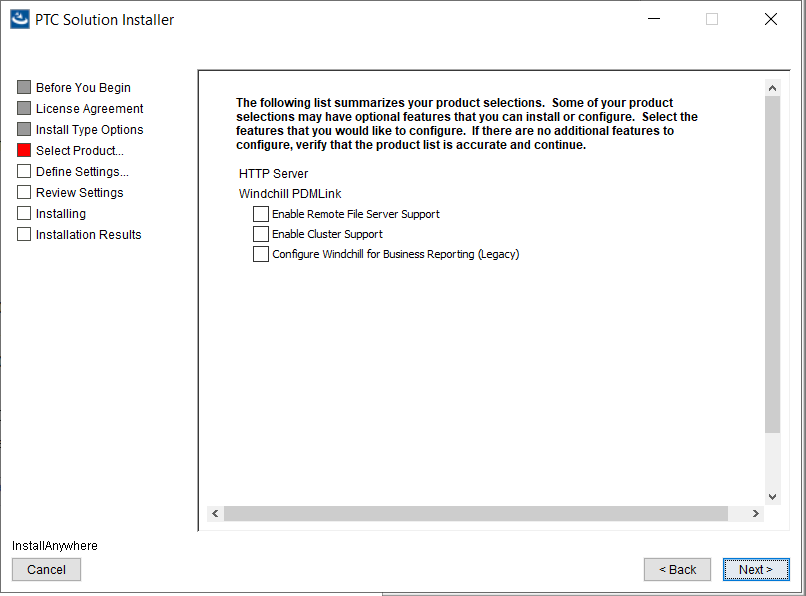 PTC Solution Installer
Before You Begin
License Agreement
Install Type Options
Select Product...
Define Settings...
Review Settings
Installing
Installation Results
The following list summarizes your product selections.  Some of your product
selections may have optional features that you can install or configure.  Select the
features that you would like to configure.  If there are no additional features to
configure, verify that the product list is accurate and continue.
HTTP Server
Windchill PDMLink
Enable Remote File Server Support
Enable Cluster Support
Configure Windchill for Business Reporting (Legacy)
InstallAnywhere
Cancel
< Back
Next >